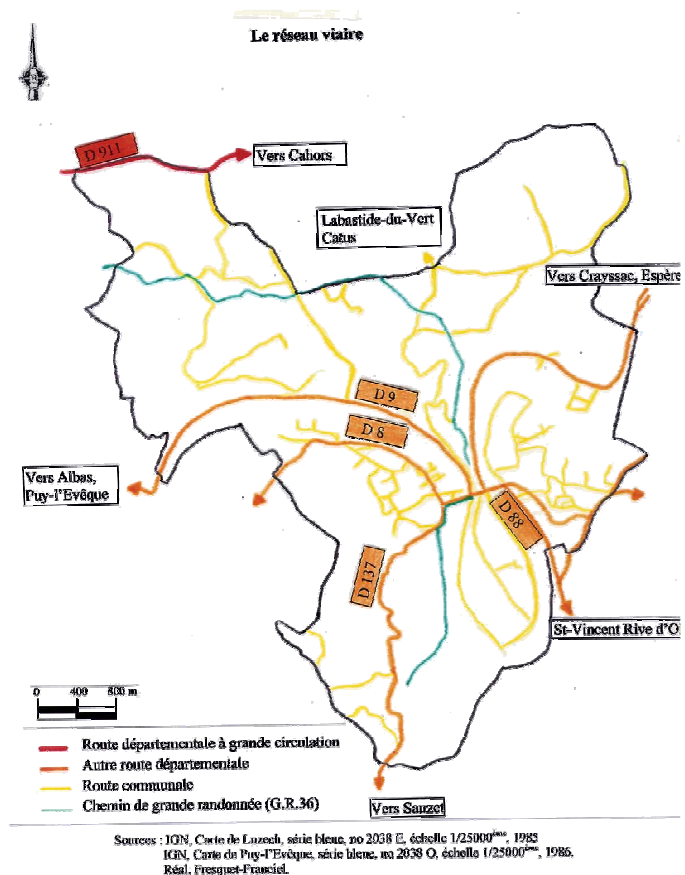 Le réseau viaire
D 911
Vers Cahors
Labastide-du-Vert
Catus
Vers Crayssac, Espère
D 9
D 8
Vers Albas,
Puy-l'Evêque
D 88
D 137
St-Vincent Rive d'O
0 400 800 m
Route départementale à grande circulation
Autre route départementale
Route communale
Chemin de grande randonnée (G.R.36)
Vers Sauzet
Sources : IGN, Carte de Luzech, série bleue, no 2038 E, échelle 1/25000ème, 1985
IGN, Carte de Puy-l'Evêque, série bleue, no 2038 O, échelle 1/25000ème, 1986.
Réal. Fresquet-Franciel.